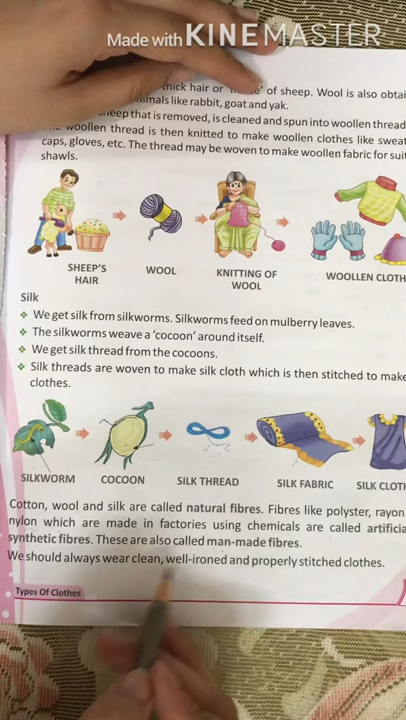 Made with KINEMASTER
thick hair or of sheep. Wool is also obtai
animals like rabbit, goat and yak.
sheep that is removed, is cleaned and spun into woollen thread
woollen thread is then knitted to make woollen clothes like sweat
caps, gloves, etc. The thread may be woven to make woollen fabric for suit
shawls.
SHEEP'S HAIR
WOOL
KNITTING OF WOOL
WOOLLEN CLOTH
Silk
❖ We get silk from silkworms. Silkworms feed on mulberry leaves.
❖ The silkworms weave a 'cocoon' around itself.
❖ We get silk thread from the cocoons.
❖ Silk threads are woven to make silk cloth which is then stitched to make
clothes.
SILKWORM
COCOON
SILK THREAD
SILK FABRIC
SILK CLOTH
Cotton, wool and silk are called natural fibres. Fibres like polyster, rayon
nylon which are made in factories using chemicals are called artificia
synthetic fibres. These are also called man-made fibres.
We should always wear clean, well-ironed and properly stitched clothes.
Types Of Clothes